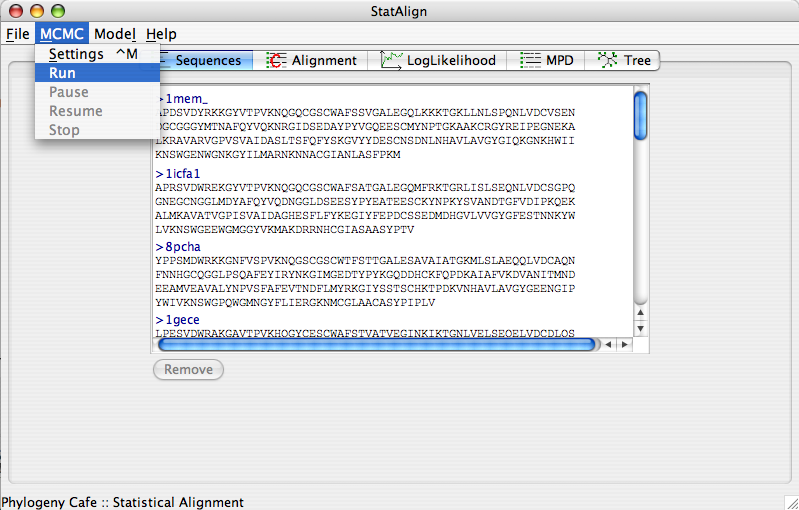 StatAlign
File MCMC Model Help
Settings ^M
Run
Pause
Resume
Stop
Sequences Alignment LogLikelihood MPD Tree
>1mem_
APDSVDYRKKGYVTPVKNQGQCGSCWAFSSVGALEGQLKKKTGKLLNLSPQNLVDCVSEN
DGCGGGYMTNAFQYVQKNRGIDSEDAYPYVGQEESCMYNPTGKAAKCRGYREIPEGNEKA
LKRAVARVGPVSVAIDASLTSFQFYSKGVYYDESCNSDNLNHAVLAVGYGIQKGNKHWII
KNSWGENWGNKGYILMARNKNNACGIANLASFPKM
>1icfa1
APRSVDWREKGYVTPVKNQGQCGSCWAFSATGALEGQMFRKTGRLISLSEQNLVDCSGPQ
GNEGCNGGLMDYAFQYVQDNGGLDSEESYPYEATEESCKYNPKYSVANDTGFVDIPKQEK
ALMKAVATVGPISVAIDAGHESFLFYKEGIYFEPDCSSEDMDHGVLVVGYGFESTNNKYW
LVKNSWGEEWGMGGYVKMAKDRRNHCGIASAASYPTV
>8pcha
YPPSMDWRKKGNFVSPVKNQGSCGSCWTFSTTGALESAVAIATGKMLSLAEQQLVDCAQN
FNNHGCQGGLPSQAFEYIRYNKGIMGEDTYPYKGQDDHCKFQPDKAIAFVKDVANITMND
EEAMVEAVALYNPVSFAFEVTNDFLMYRKGIYSSTSCHKTPDKVNHAVLAVGYGEENGIP
YWIVKNSWGPQWGMNGYFLIERGKNMCGLAACASYPIPLV
>1gece
LPESVDWRAKGAVTPVKHQGYCESCWAFSTVATVEGINKIKTGNLVELSEQELVDCDLQS
Remove
Phylogeny Cafe :: Statistical Alignment